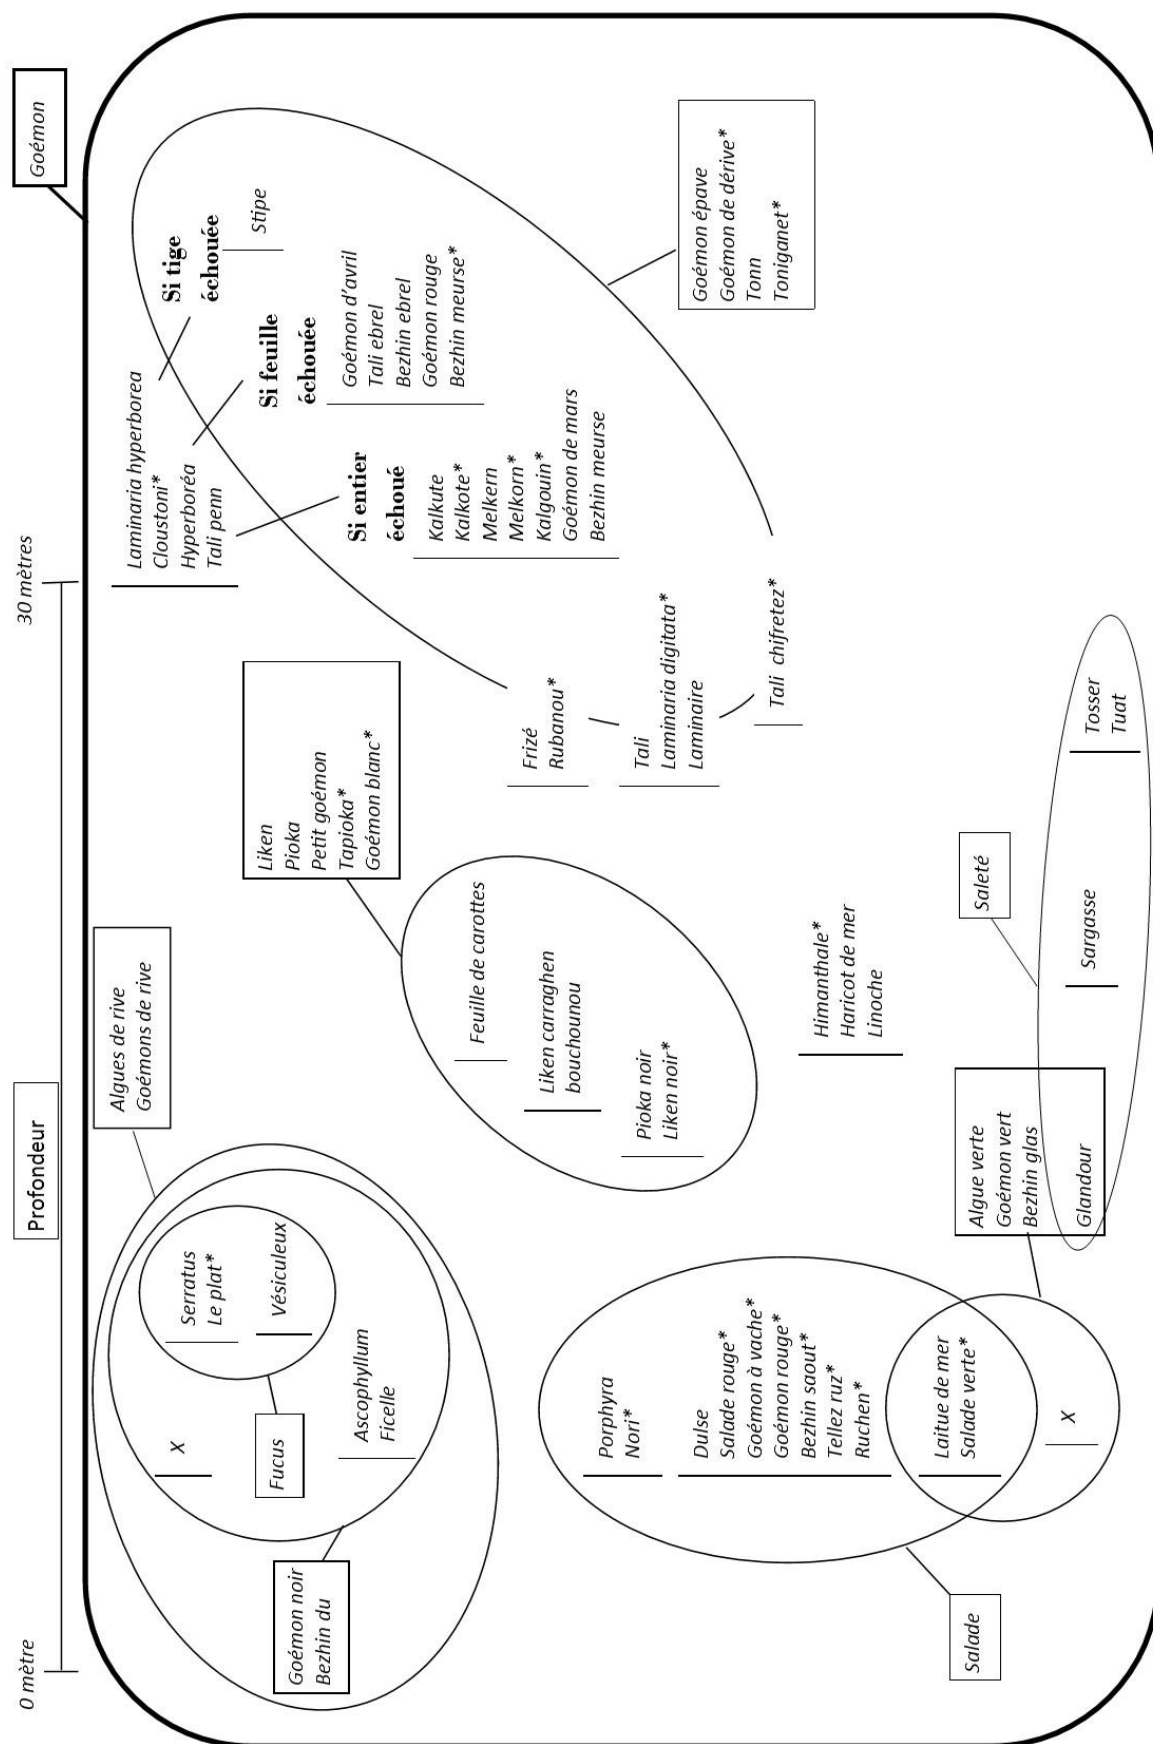 Goémon
0 mètre
Profondeur
30 mètres
Algues de rive
Goémons de rive
Laminaria hyperborea
Cloustoni*
Hyperboréa
Tali penn
Si tige
échouée
Stipe
Si feuille
échouée
Goémon d’avril
Tali ebrel
Bezhin ebrel
Goémon rouge
Bezhin meurse*
Si entier
échoué
Kalkute
Kalkote*
Melkern
Melkorn*
Kalgouin*
Goémon de mars
Bezhin meurse
X
Serratus
Le plat*
Vésiculeux
Fucus
Ascophyllum
Ficelle
Goémon noir
Bezhin du
Liken
Pioka
Petit goémon
Tapioka*
Goémon blanc*
Feuille de carottes
Liken carraghen
bouchounou
Pioka noir
Liken noir*
Frizé
Rubanou*
Tali
Laminaria digitata*
Laminaire
Tali chifretez*
Goémon épave
Goémon de dérive*
Tonn
Toniganet*
Porphyra
Nori*
Dulse
Salade rouge*
Goémon à vache*
Goémon rouge*
Bezhin saout*
Tellez ruz*
Ruchen*
Himanthale*
Haricot de mer
Linoche
Laitue de mer
Salade verte*
X
Salade
Algue verte
Goémon vert
Bezhin glas
Glandour
Saleté
Sargasse
Tosser
Tuat